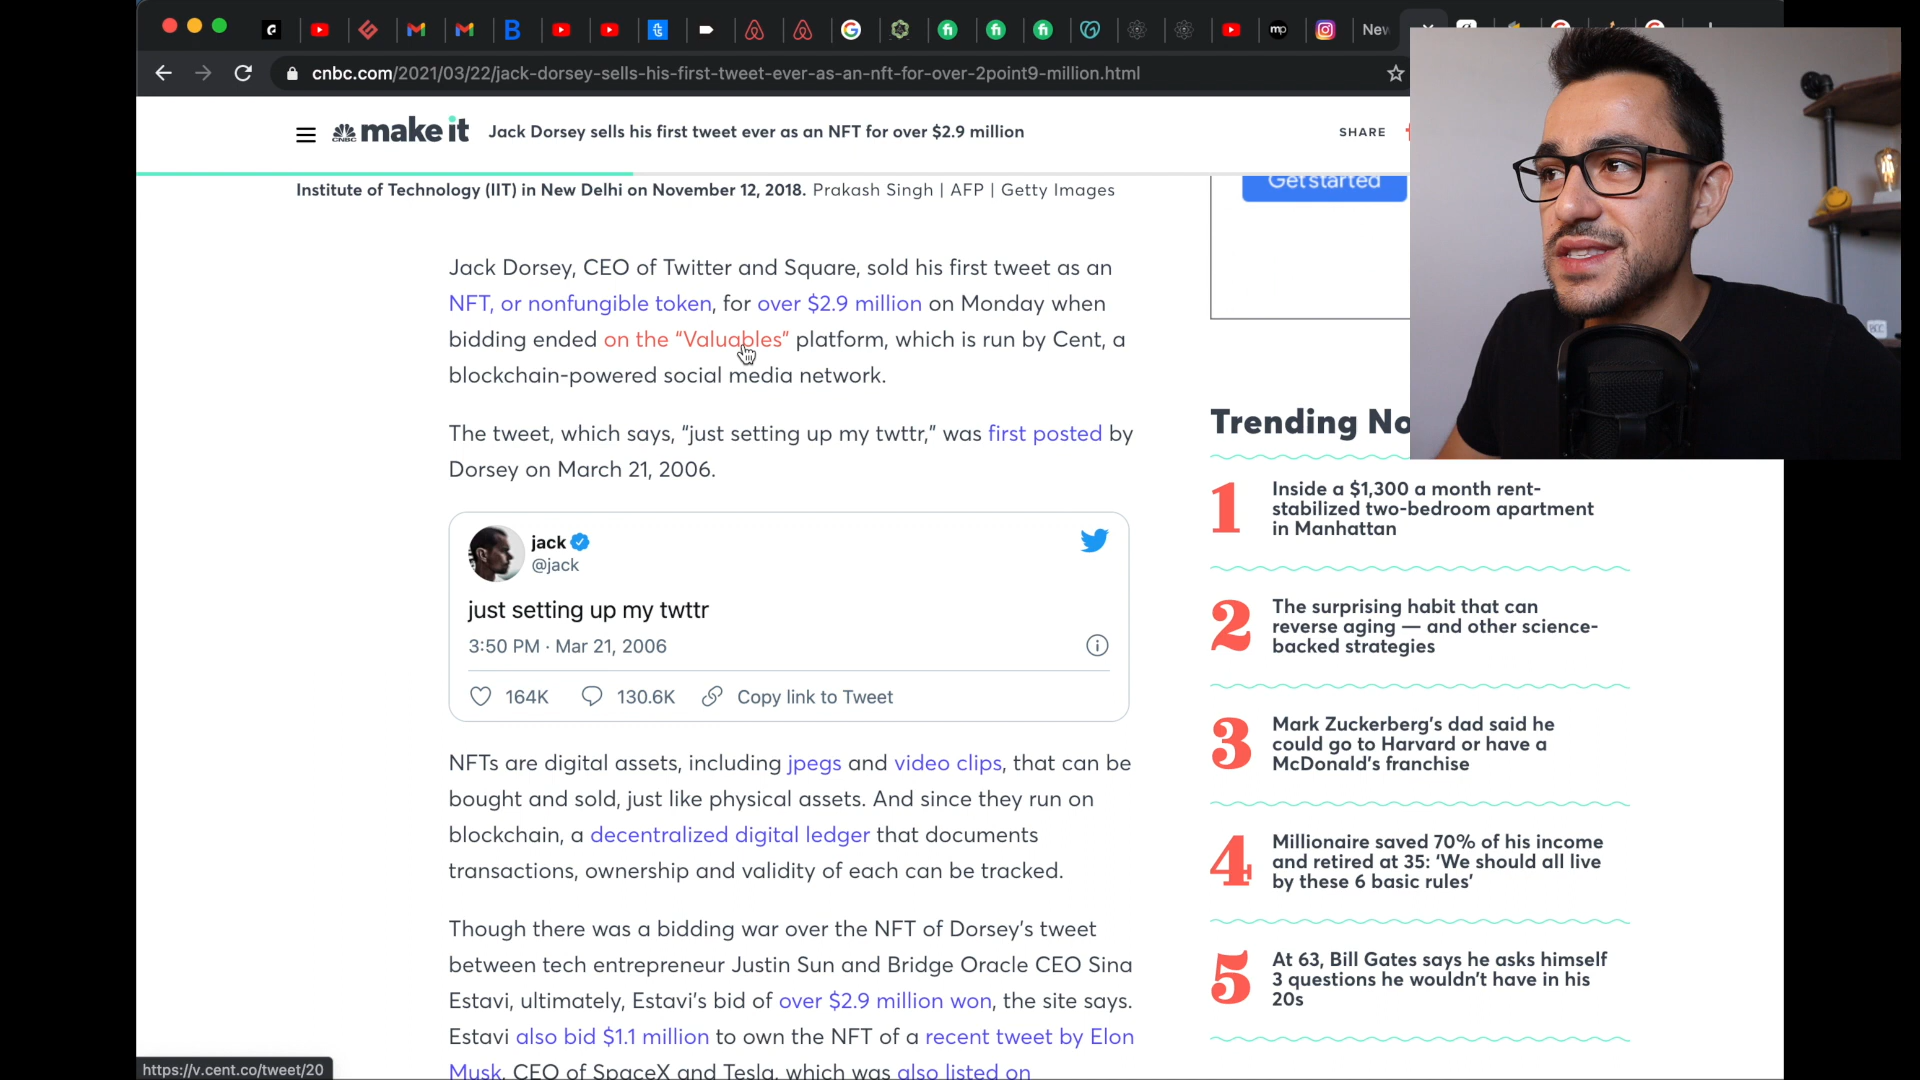 New
cnbc.com/2021/03/22/jack-dorsey-sells-his-first-tweet-ever-as-an-nft-for-over-2point9-million.html
CNBC make it Jack Dorsey sells his first tweet ever as an NFT for over $2.9 million SHARE
Institute of Technology (IIT) in New Delhi on November 12, 2018. Prakash Singh | AFP | Getty Images
Get started
Jack Dorsey, CEO of Twitter and Square, sold his first tweet as an
NFT, or nonfungible token, for over $2.9 million on Monday when
bidding ended on the “Valuables” platform, which is run by Cent, a
blockchain-powered social media network.
The tweet, which says, “just setting up my twttr,” was first posted by
Dorsey on March 21, 2006.
jack
@jack
just setting up my twttr
3:50 PM · Mar 21, 2006
164K 130.6K Copy link to Tweet
NFTs are digital assets, including jpegs and video clips, that can be
bought and sold, just like physical assets. And since they run on
blockchain, a decentralized digital ledger that documents
transactions, ownership and validity of each can be tracked.
Though there was a bidding war over the NFT of Dorsey’s tweet
between tech entrepreneur Justin Sun and Bridge Oracle CEO Sina
Estavi, ultimately, Estavi’s bid of over $2.9 million won, the site says.
Estavi also bid $1.1 million to own the NFT of a recent tweet by Elon
Musk, CEO of SpaceX and Tesla, which was also listed on
Trending No
1 Inside a $1,300 a month rent-
stabilized two-bedroom apartment
in Manhattan
2 The surprising habit that can
reverse aging — and other science-
backed strategies
3 Mark Zuckerberg’s dad said he
could go to Harvard or have a
McDonald’s franchise
4 Millionaire saved 70% of his income
and retired at 35: ‘We should all live
by these 6 basic rules’
5 At 63, Bill Gates says he asks himself
3 questions he wouldn’t have in his
20s
https://v.cent.co/tweet/20